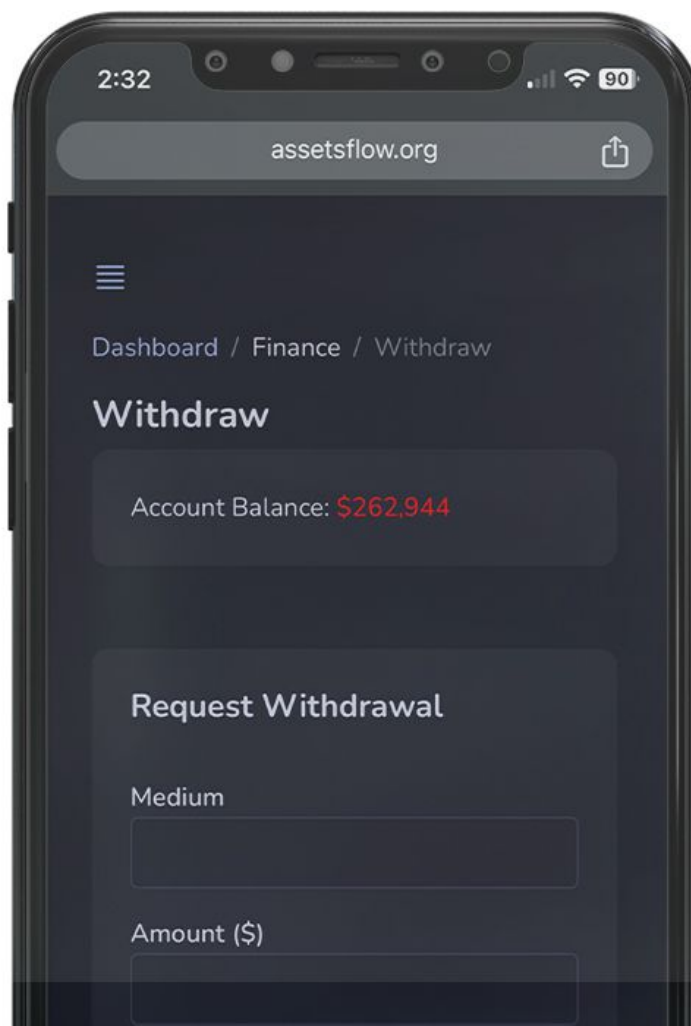 2:32
90
assetsflow.org
Dashboard / Finance / Withdraw
Withdraw
Account Balance: $262,944
Request Withdrawal
Medium
Amount ($)